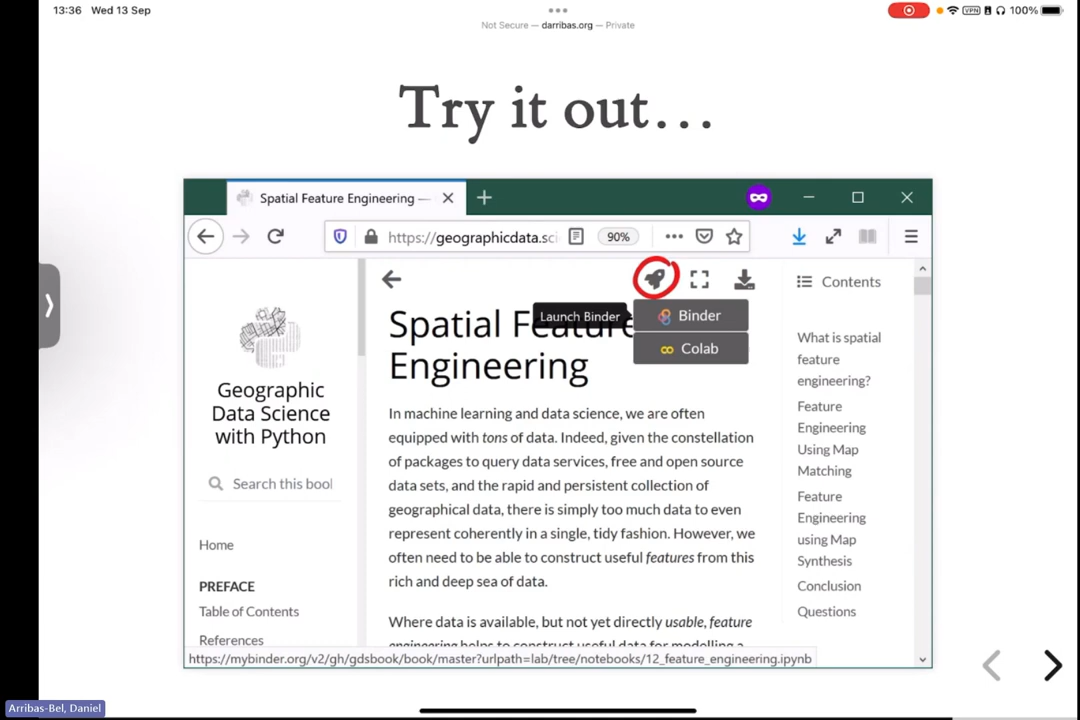 13:36 Wed 13 Sep
100%
Not Secure — darribas.org — Private
Try it out...
Spatial Feature Engineering —
https://geographicdata.sci
90%
Contents
Launch Binder
Binder
Colab
Spatial Feature
Engineering
Geographic
Data Science
with Python
Search this book
Home
PREFACE
Table of Contents
References
In machine learning and data science, we are often
equipped with tons of data. Indeed, given the constellation
of packages to query data services, free and open source
data sets, and the rapid and persistent collection of
geographical data, there is simply too much data to even
represent coherently in a single, tidy fashion. However, we
often need to be able to construct useful features from this
rich and deep sea of data.
Where data is available, but not yet directly usable, feature
engineering helps to construct useful data for modelling a
What is spatial
feature
engineering?
Feature
Engineering
Using Map
Matching
Feature
Engineering
using Map
Synthesis
Conclusion
Questions
https://mybinder.org/v2/gh/gdsbook/book/master?urlpath=lab/tree/notebooks/12_feature_engineering.ipynb
Arribas-Bel, Daniel